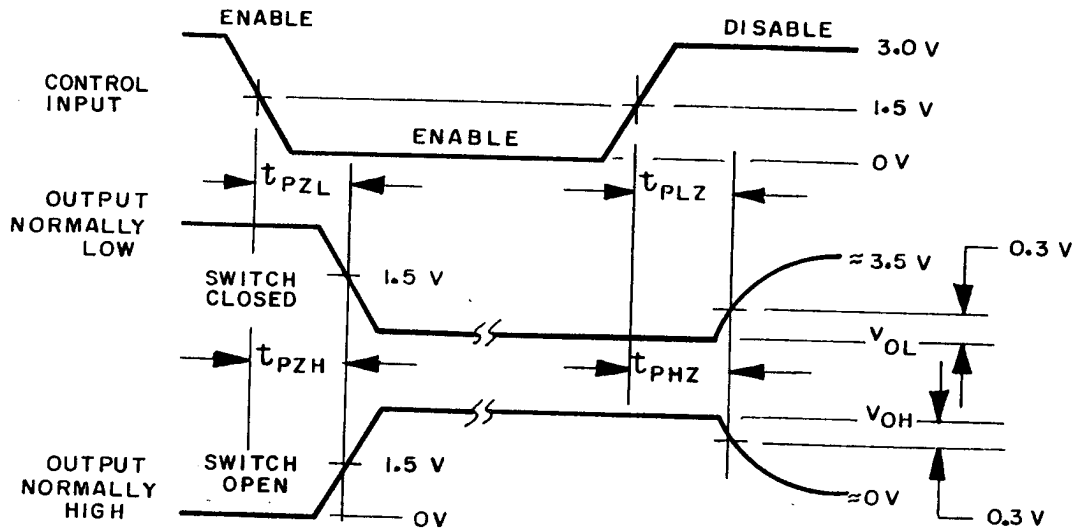 ENABLE
DISABLE
3.0 V
CONTROL
INPUT
1.5 V
ENABLE
0 V
tPZL
tPLZ
OUTPUT
NORMALLY
LOW
0.3 V
≈3.5 V
SWITCH
CLOSED
1.5 V
VOL
tPZH
tPHZ
VOH
OUTPUT
NORMALLY
HIGH
SWITCH
OPEN
1.5 V
≈0 V
0 V
0.3 V